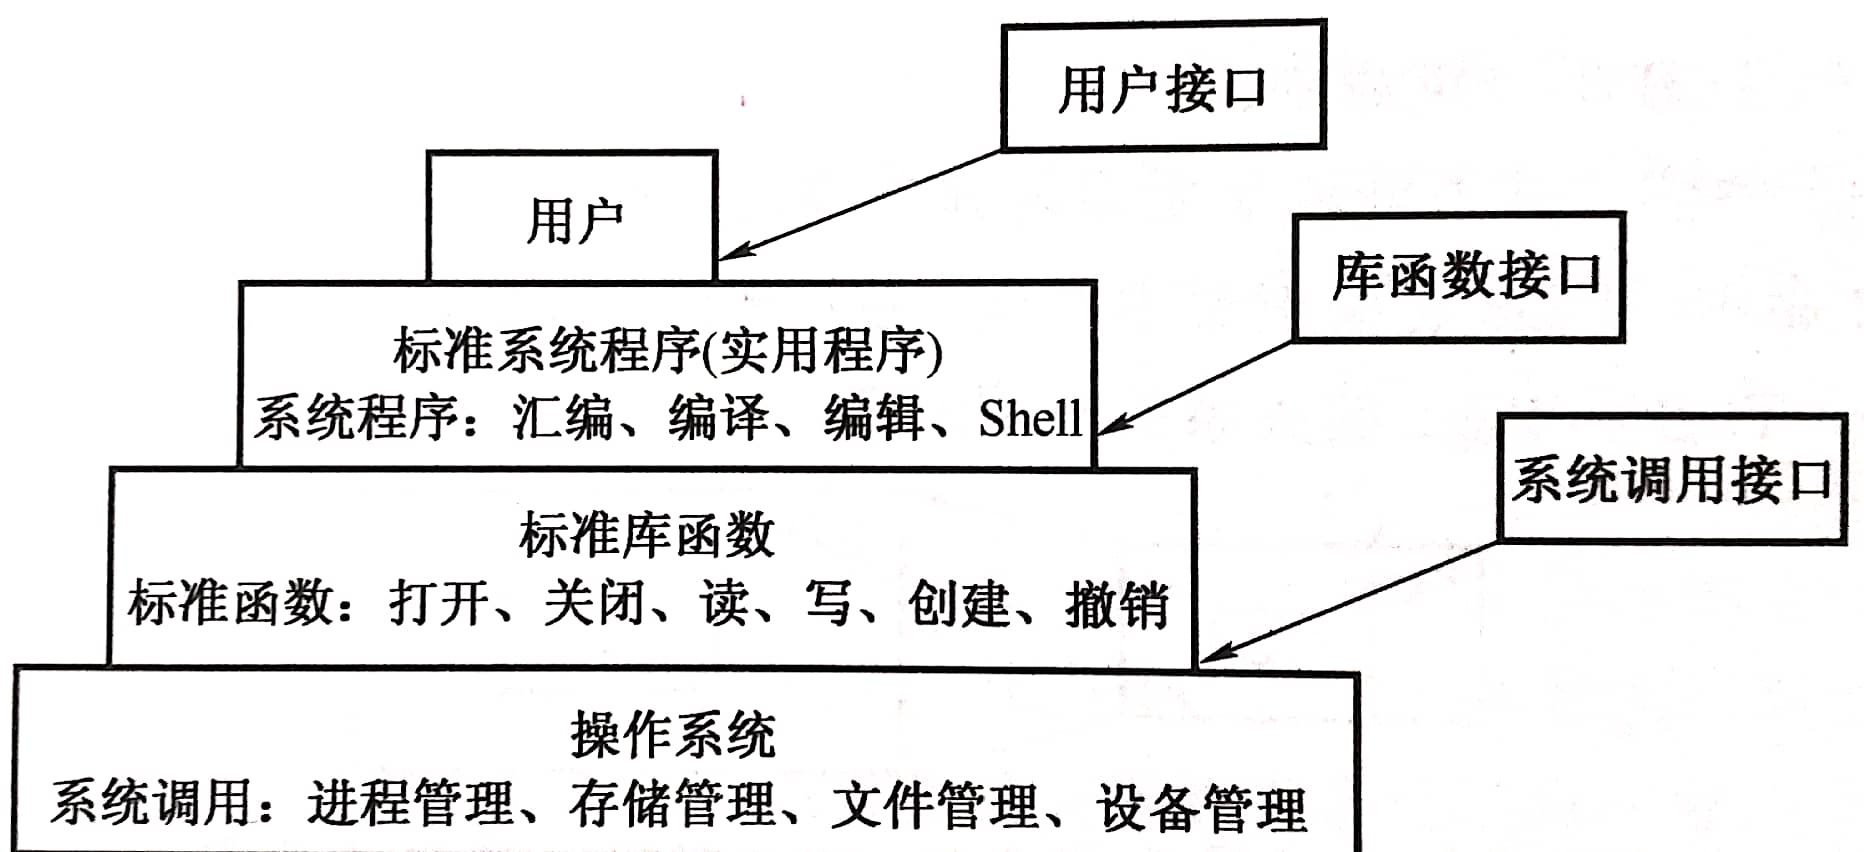 用户接口
用户
库函数接口
标准系统程序(实用程序)
系统程序：汇编、编译、编辑、Shell
系统调用接口
标准库函数
标准函数：打开、关闭、读、写、创建、撤销
操作系统
系统调用：进程管理、存储管理、文件管理、设备管理